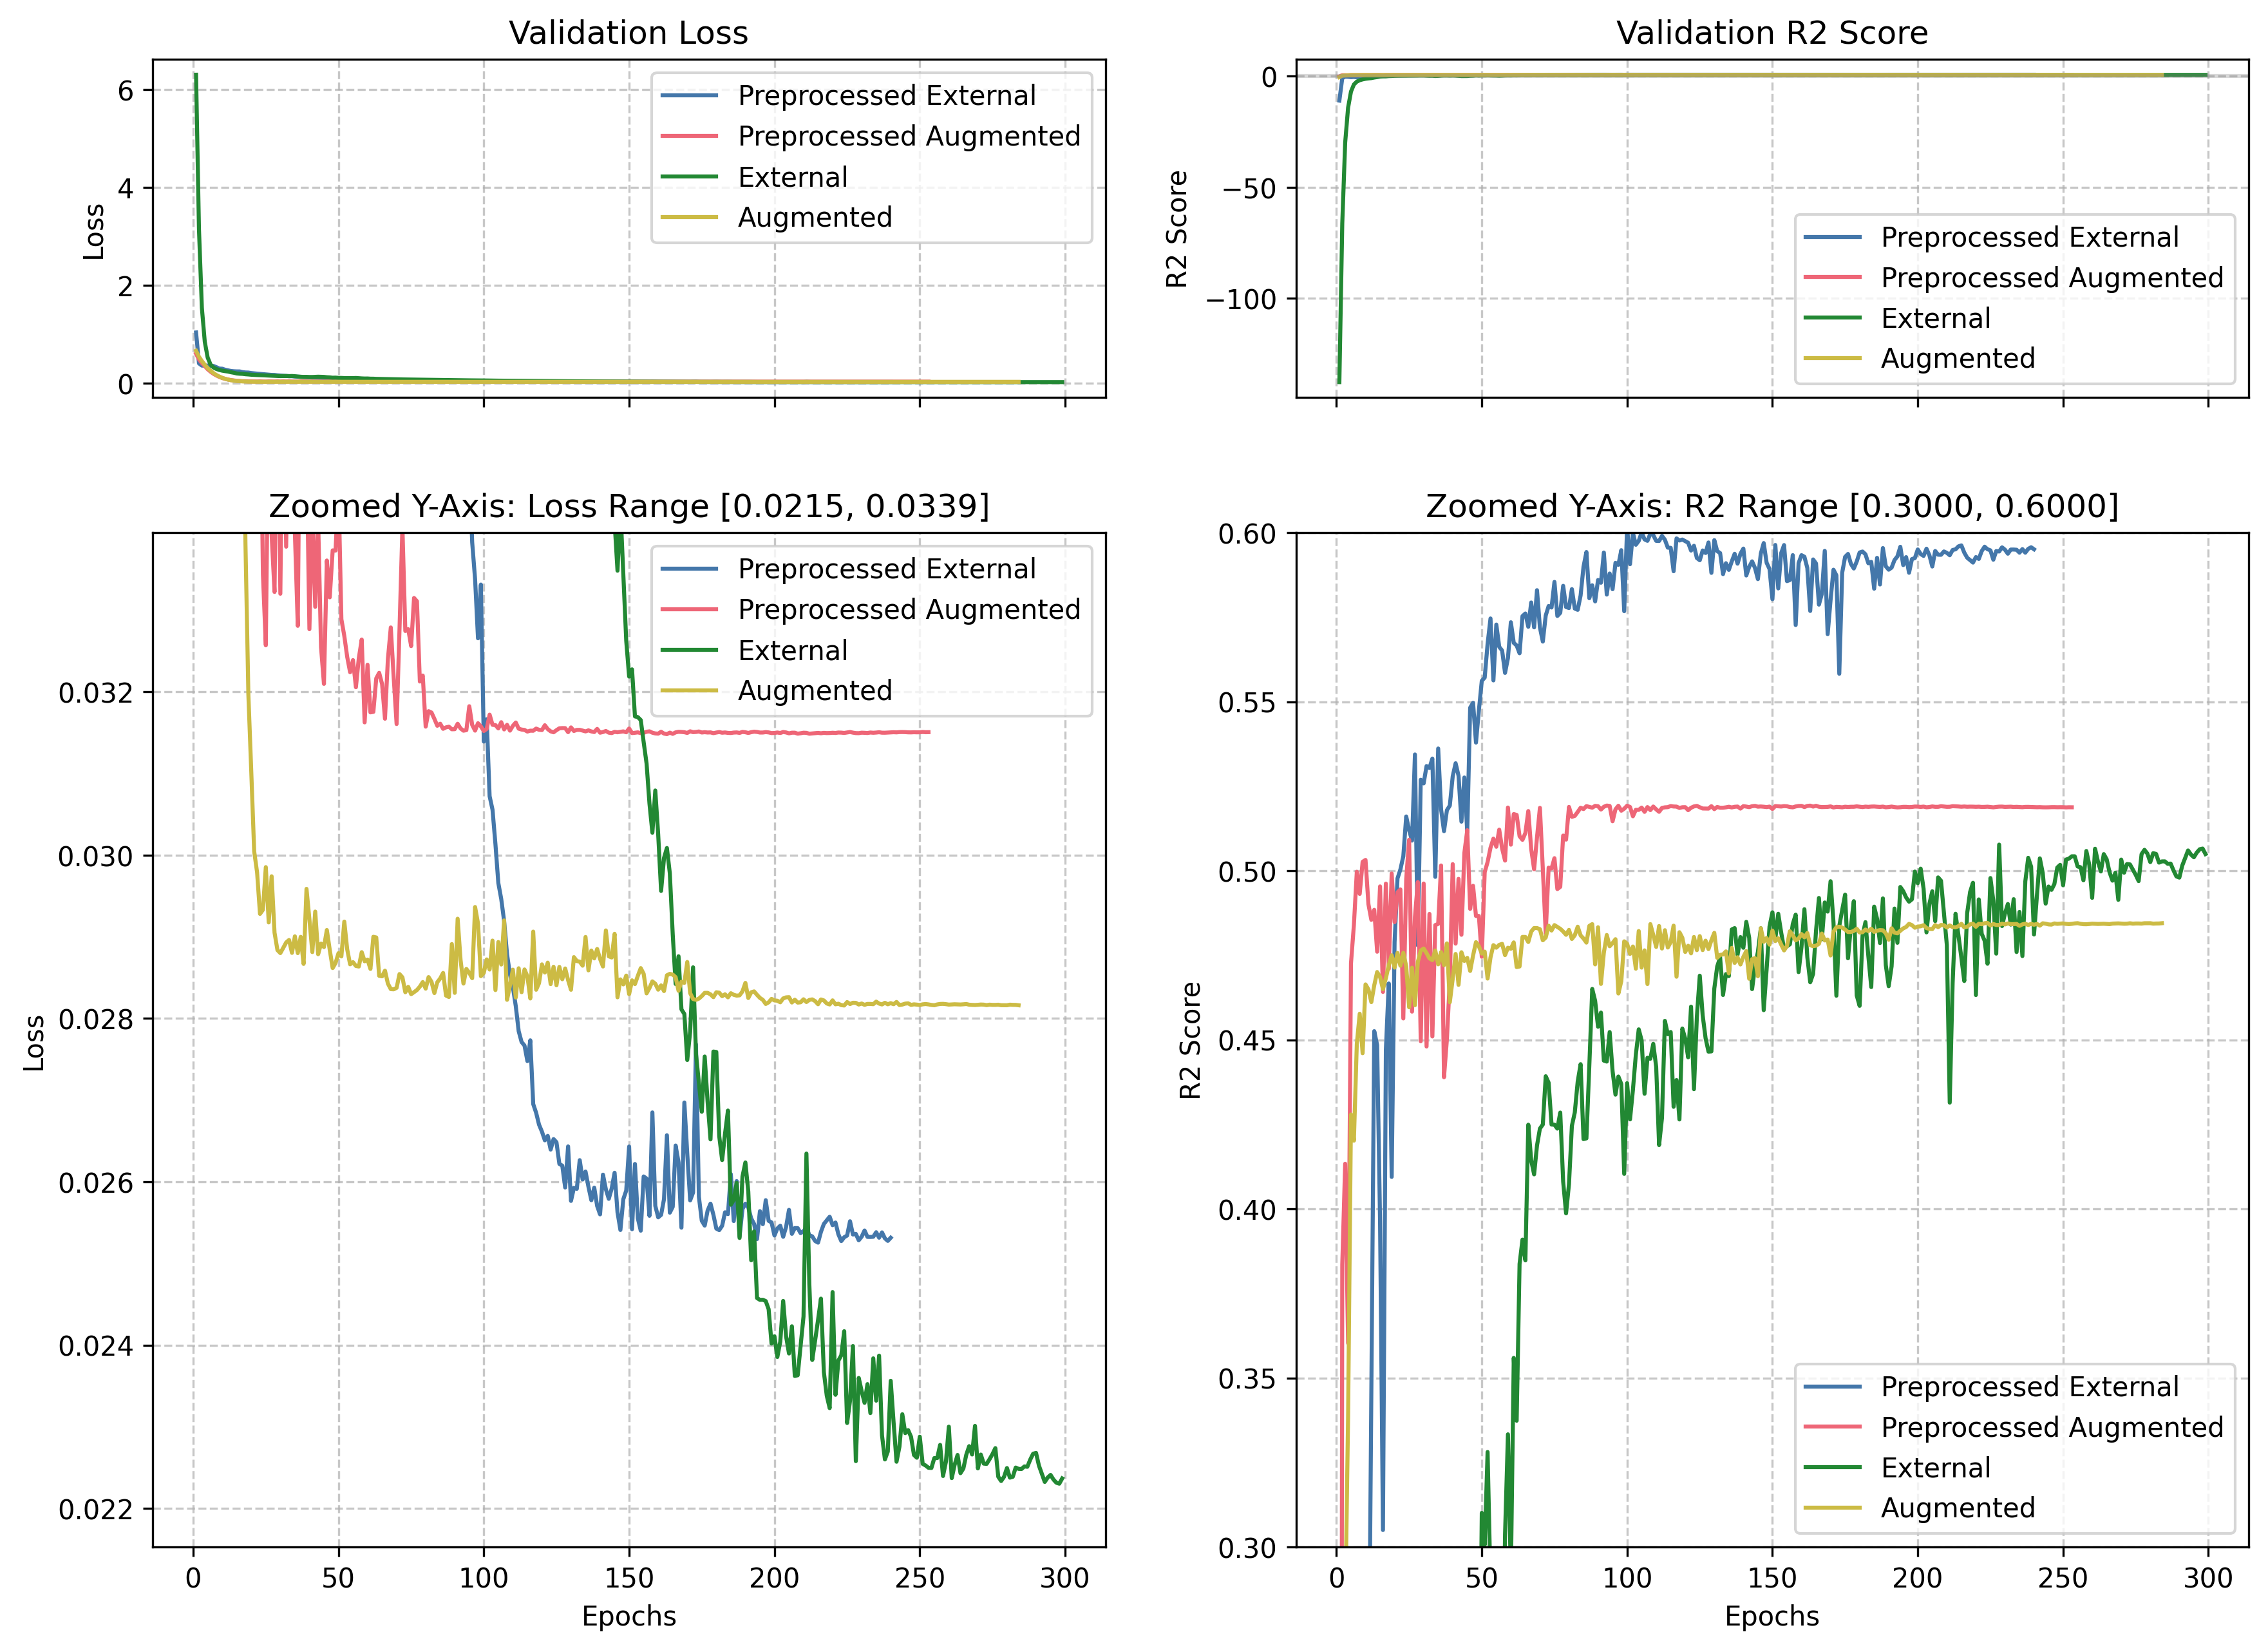 Validation Loss
6
4
2
0
Loss
Preprocessed External
Preprocessed Augmented
External
Augmented
Validation R2 Score
0
−50
−100
R2 Score
Preprocessed External
Preprocessed Augmented
External
Augmented
Zoomed Y-Axis: Loss Range [0.0215, 0.0339]
0.032
0.030
0.028
0.026
0.024
0.022
Loss
Preprocessed External
Preprocessed Augmented
External
Augmented
0 50 100 150 200 250 300
Epochs
Zoomed Y-Axis: R2 Range [0.3000, 0.6000]
0.60
0.55
0.50
0.45
0.40
0.35
0.30
R2 Score
Preprocessed External
Preprocessed Augmented
External
Augmented
0 50 100 150 200 250 300
Epochs